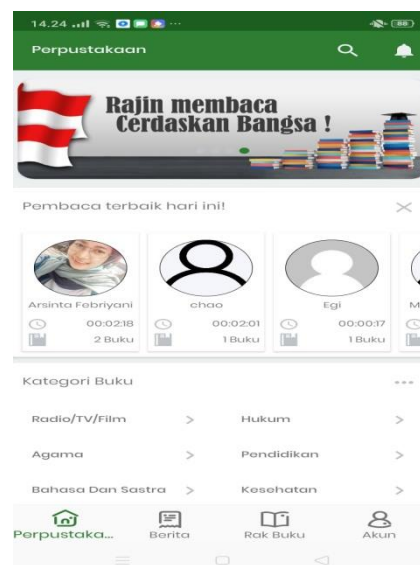 14.24
88
Perpustakaan
Rajin membaca
Cerdaskan Bangsa !
Pembaca terbaik hari ini!
Arsinta Febriyani
00:02:18
2 Buku
chao
00:02:01
1 Buku
Egi
00:00:17
1 Buku
M
Kategori Buku
Radio/TV/Film
Hukum
Agama
Pendidikan
Bahasa Dan Sastra
Kesehatan
Perpustaka...
Berita
Rak Buku
Akun